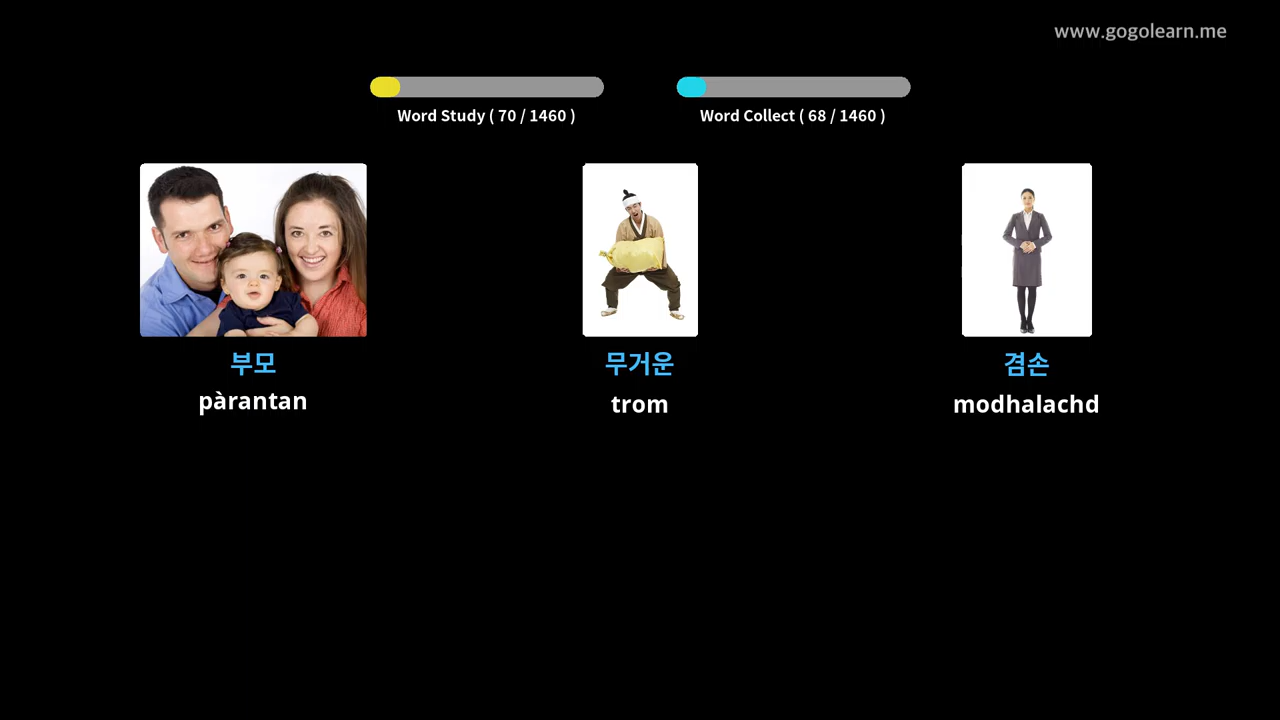 www.gogolearn.me
Word Study ( 70 / 1460 )
Word Collect ( 68 / 1460 )
부모
pàrantan
무거운
trom
겸손
modhalachd